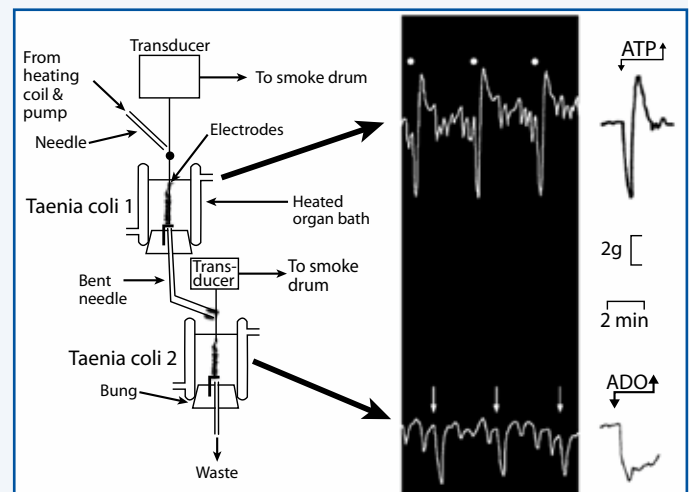 Transducer
From
heating
coil &
pump
To smoke drum
Needle
Electrodes
Taenia coli 1
Heated
organ bath
Bent
needle
Trans-
ducer
To smoke
drum
Taenia coli 2
Bung
Waste
ATP
2g
2 min
ADO